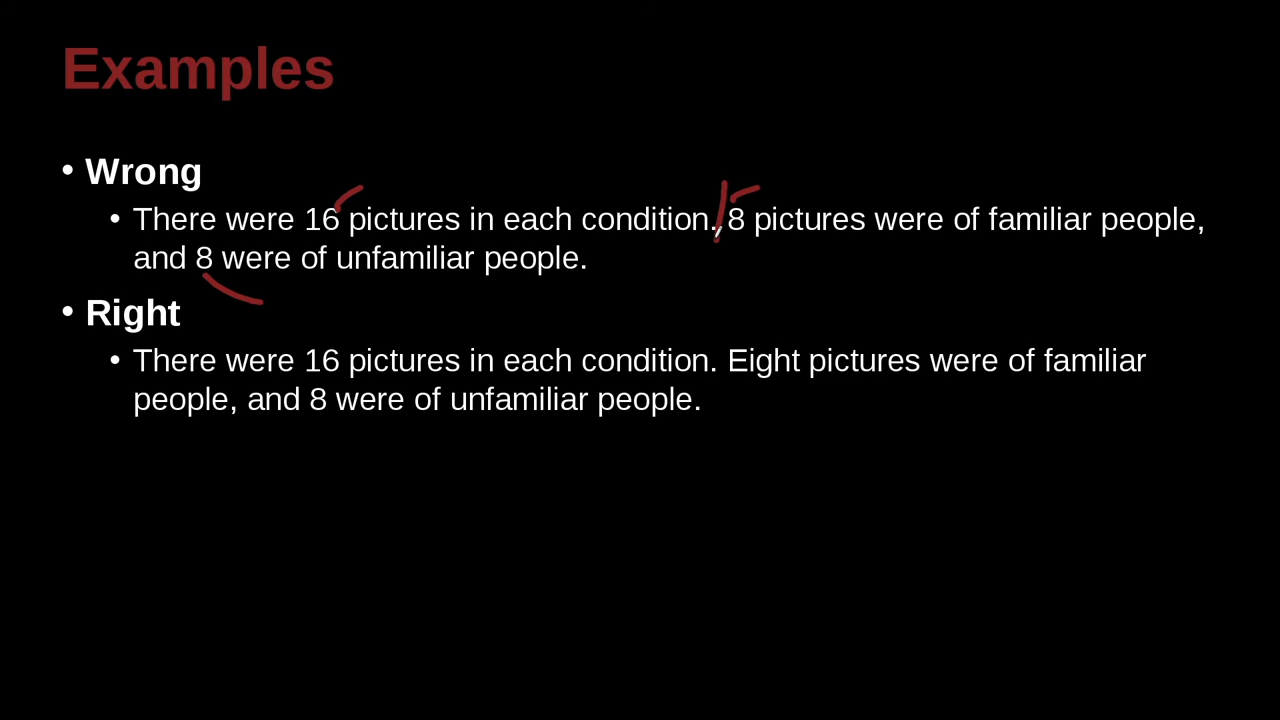 Examples
• Wrong
• There were 16 pictures in each condition., 8 pictures were of familiar people,
and 8 were of unfamiliar people.
• Right
• There were 16 pictures in each condition. Eight pictures were of familiar
people, and 8 were of unfamiliar people.